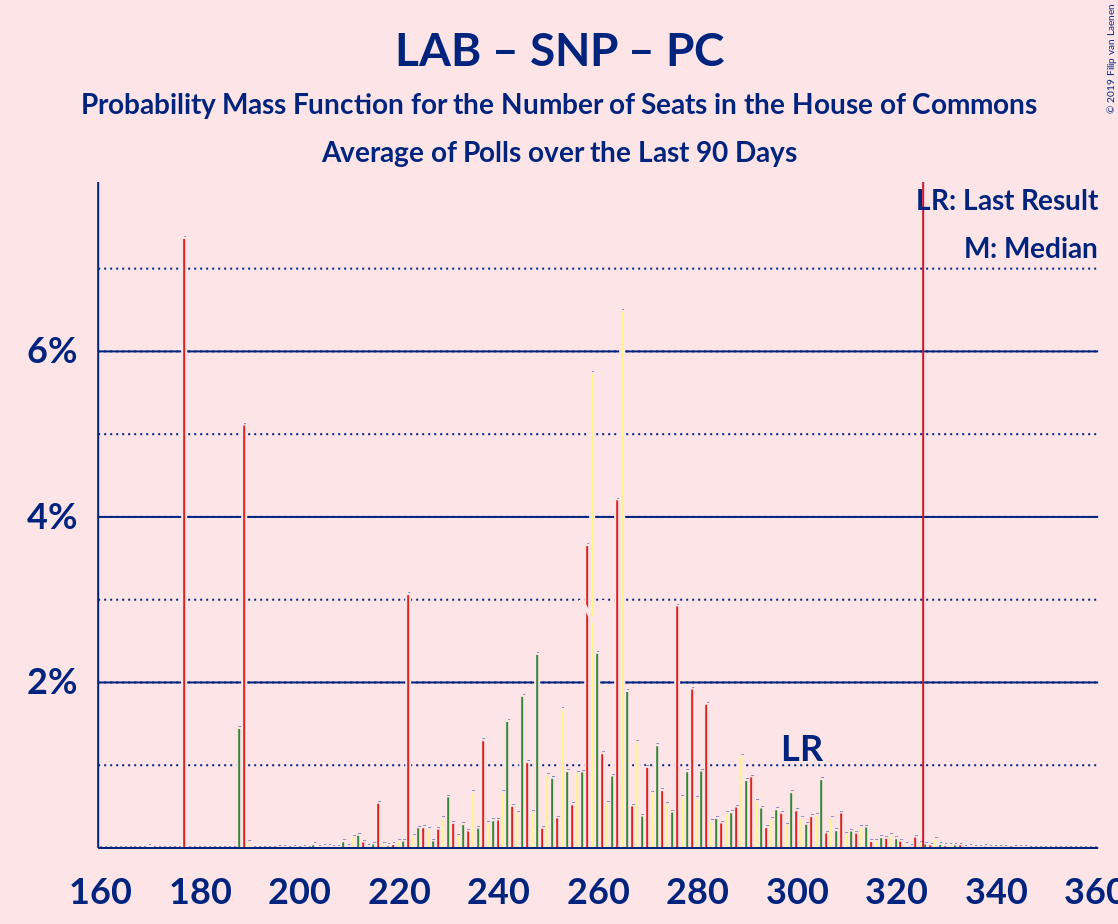 LAB – SNP – PC
Probability Mass Function for the Number of Seats in the House of Commons
Average of Polls over the Last 90 Days
© 2019 Filip van Laenen
LR: Last Result
M: Median
6%
4%
2%
LR
160 180 200 220 240 260 280 300 320 340 360